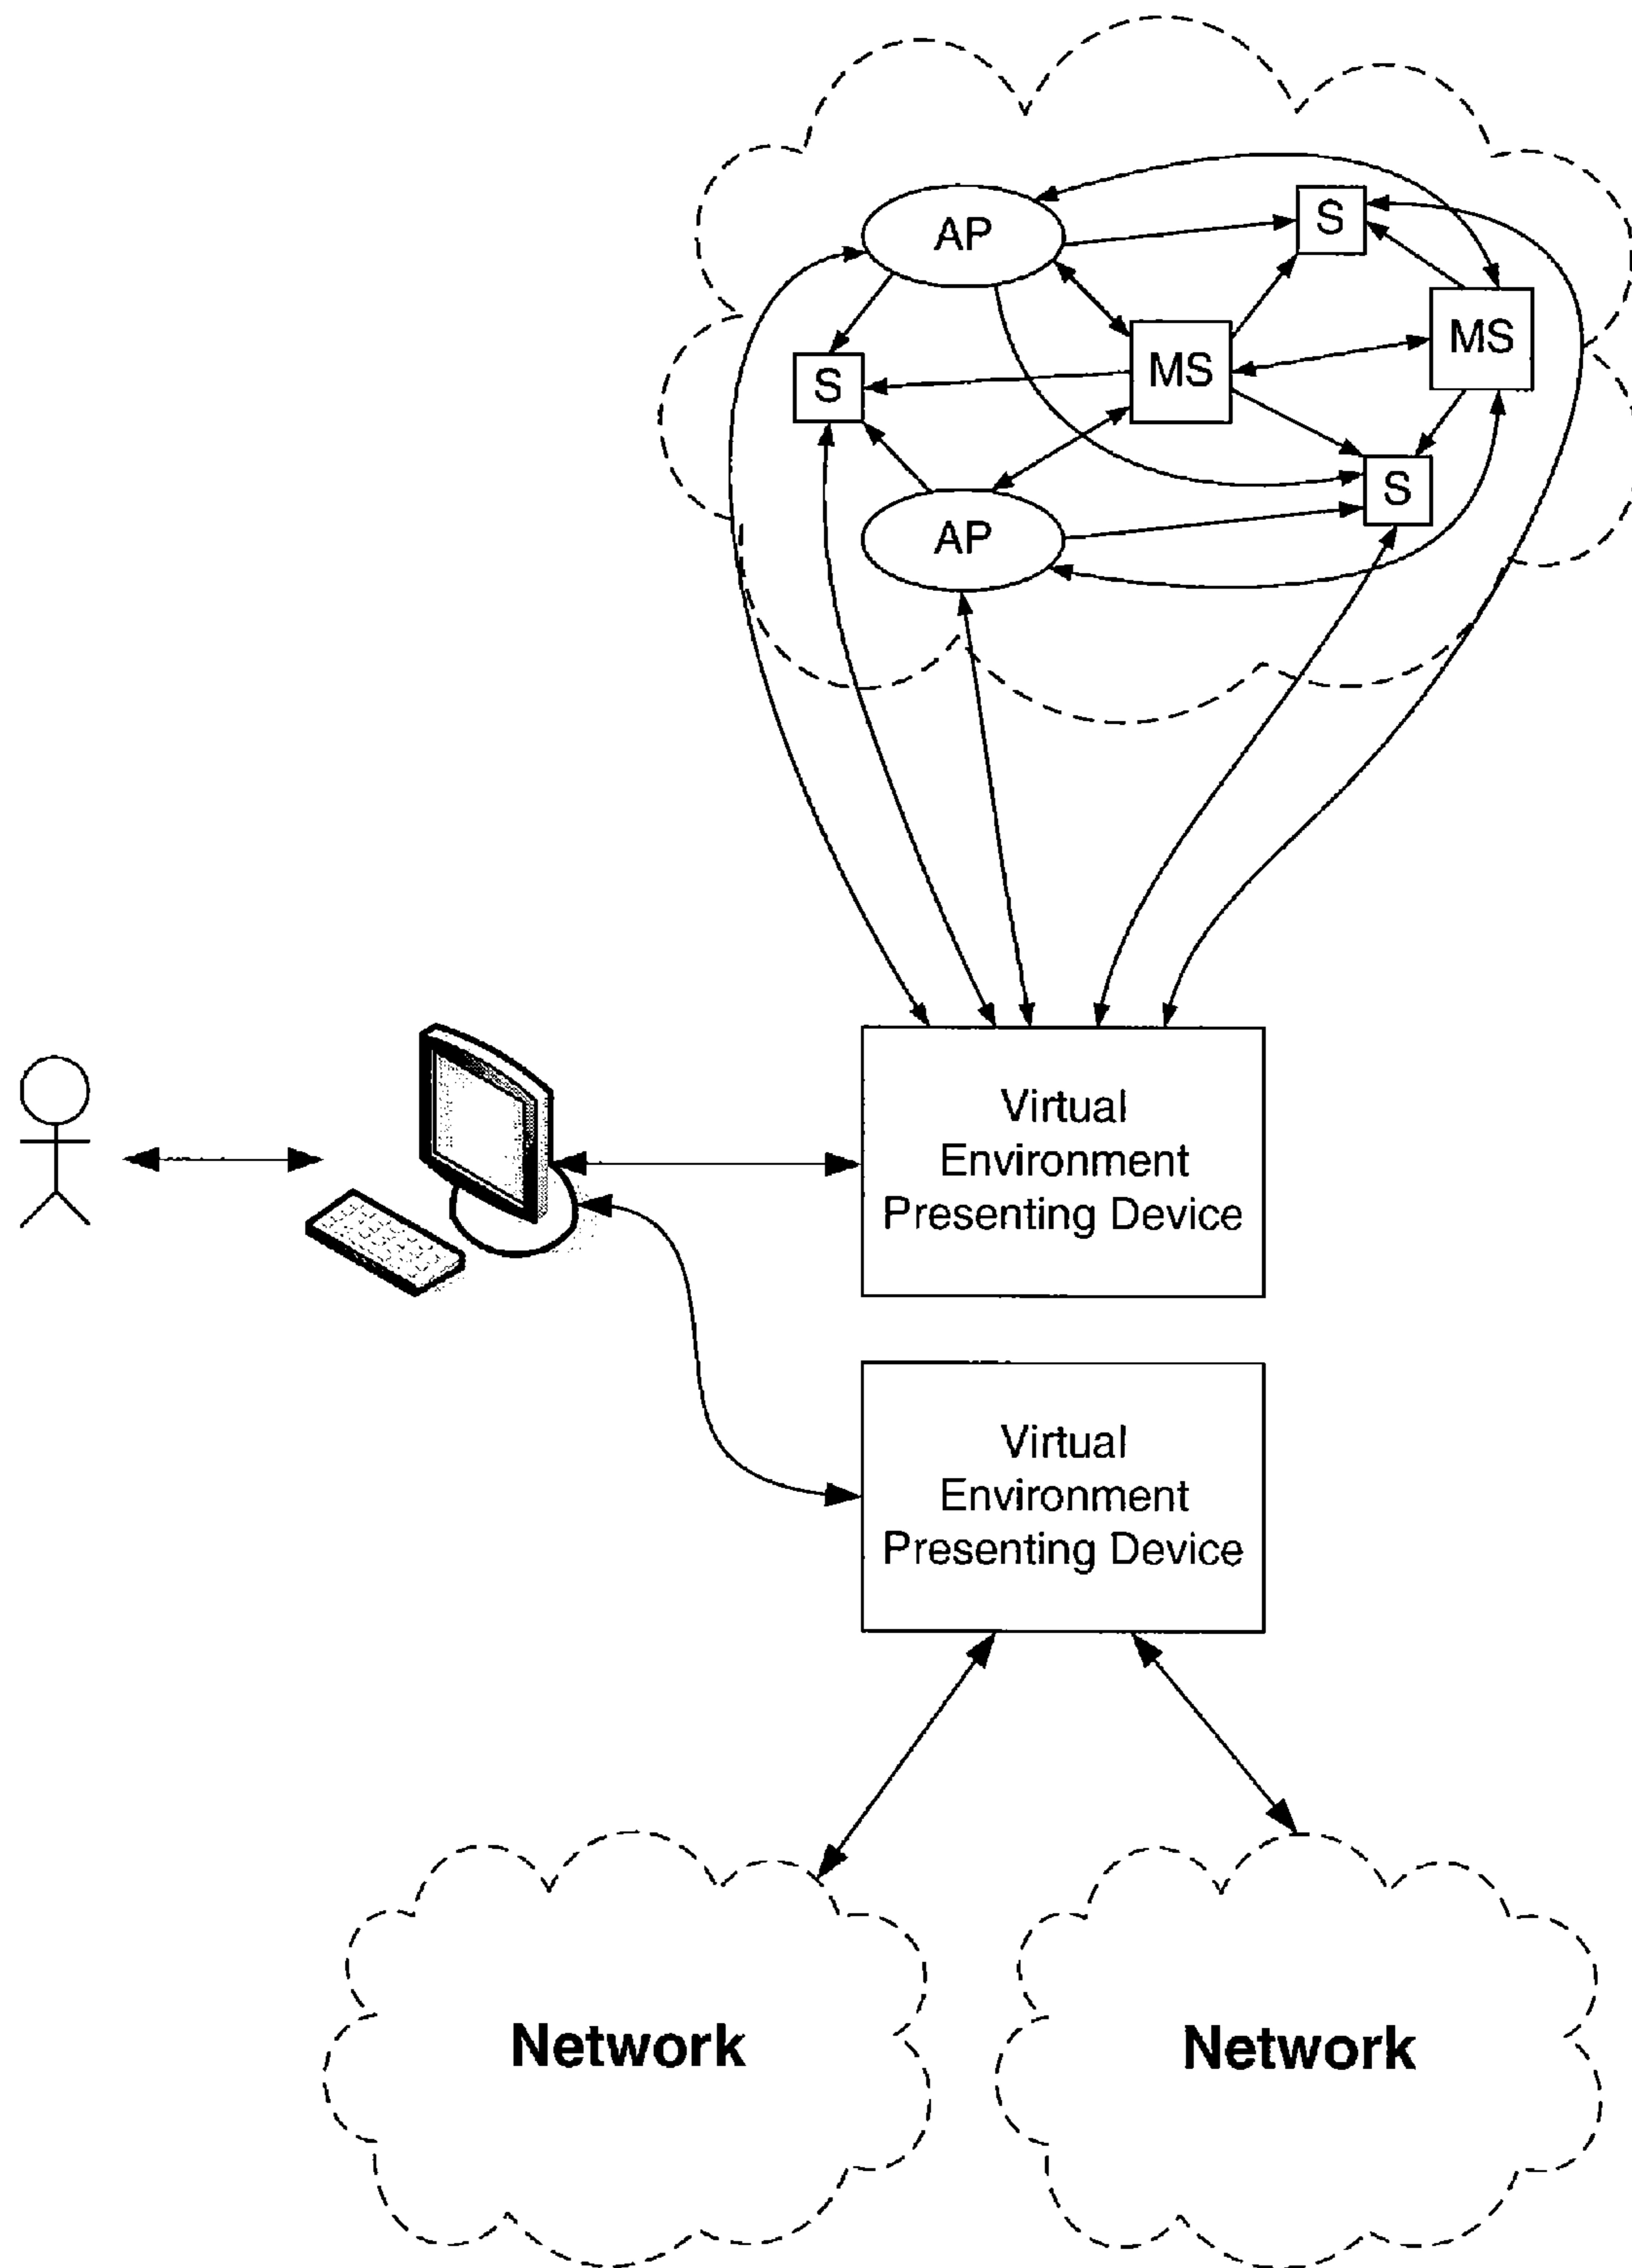 AP
S
MS
MS
S
S
AP
Virtual
Environment
Presenting Device
Virtual
Environment
Presenting Device
Network
Network